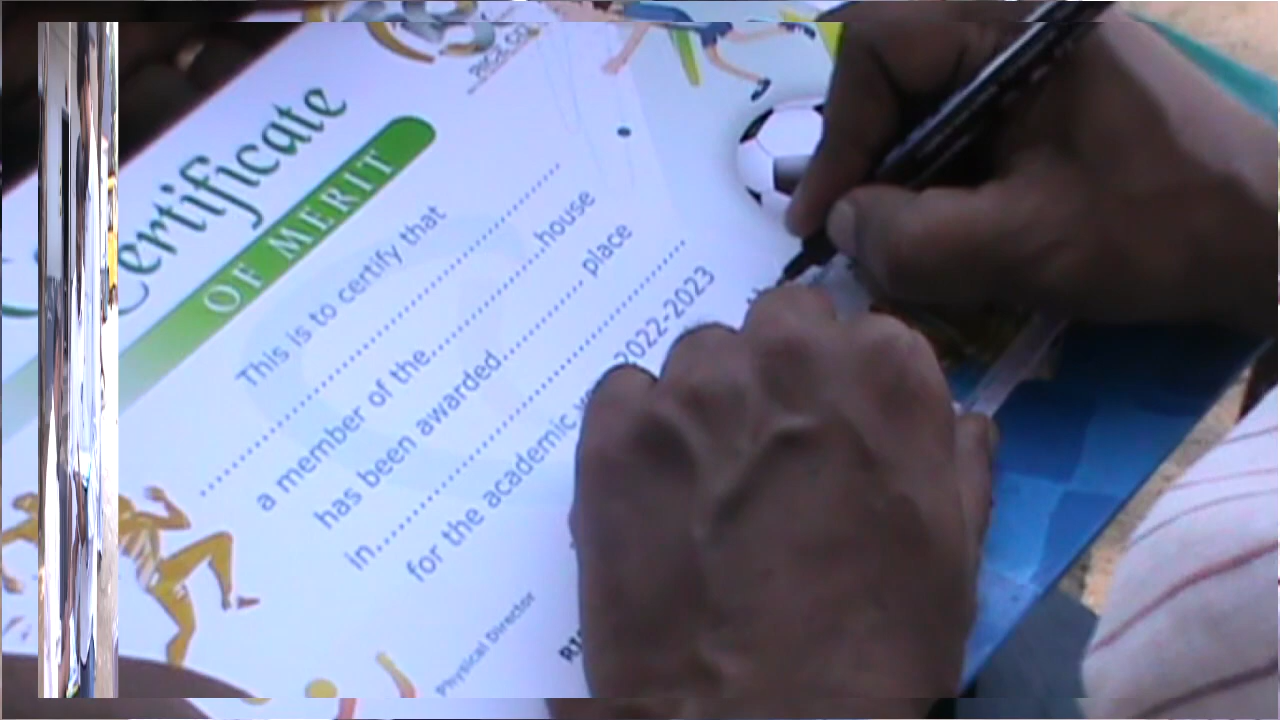 Certificate
OF MERIT
This is to certify that
....................................................
a member of the....................house
has been awarded............... place
in..................................................
for the academic 2022-2023
Physical Director